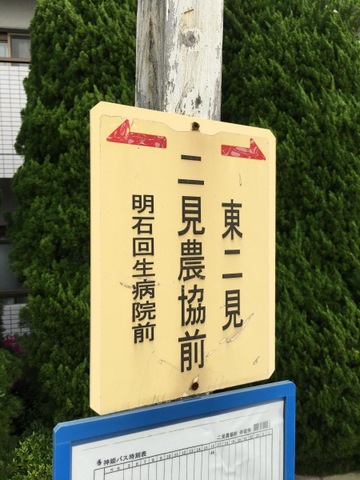 東二見
二見農協前
明石回生病院前
神姫バス時刻表
二見農協前